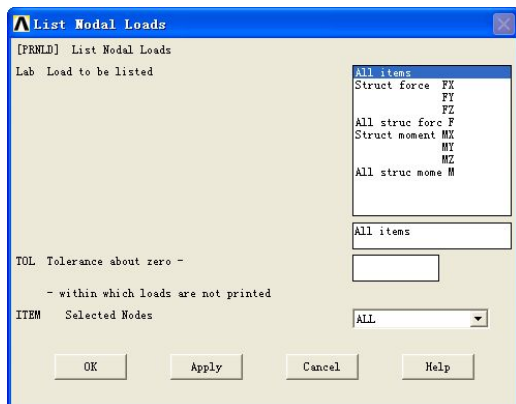 List Nodal Loads
[PRNLD] List Nodal Loads
Lab Load to be listed
All items
Struct force FX
FY
FZ
All struc forc F
Struct moment MX
MY
MZ
All struc mome M
All items
TOL Tolerance about zero -
- within which loads are not printed
ITEM Selected Nodes
ALL
OK Apply Cancel Help